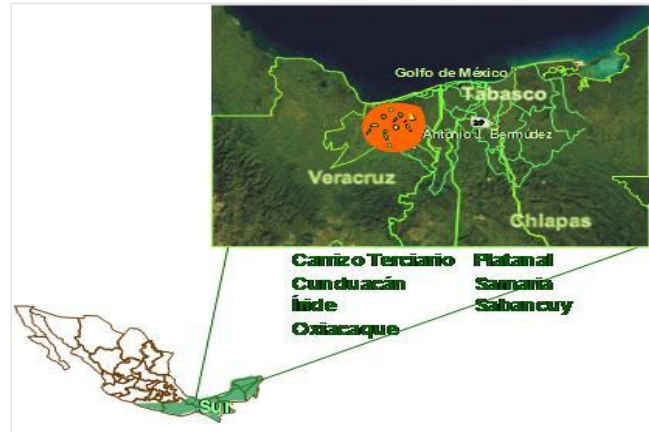 Golfo de México
Tabasco
Antonio J. Bermúdez
Veracruz
Chiapas
Carrizo Terciario Platanal
Cunduacán Samaria
Íride Sabancuy
Oxiacaque
Sur